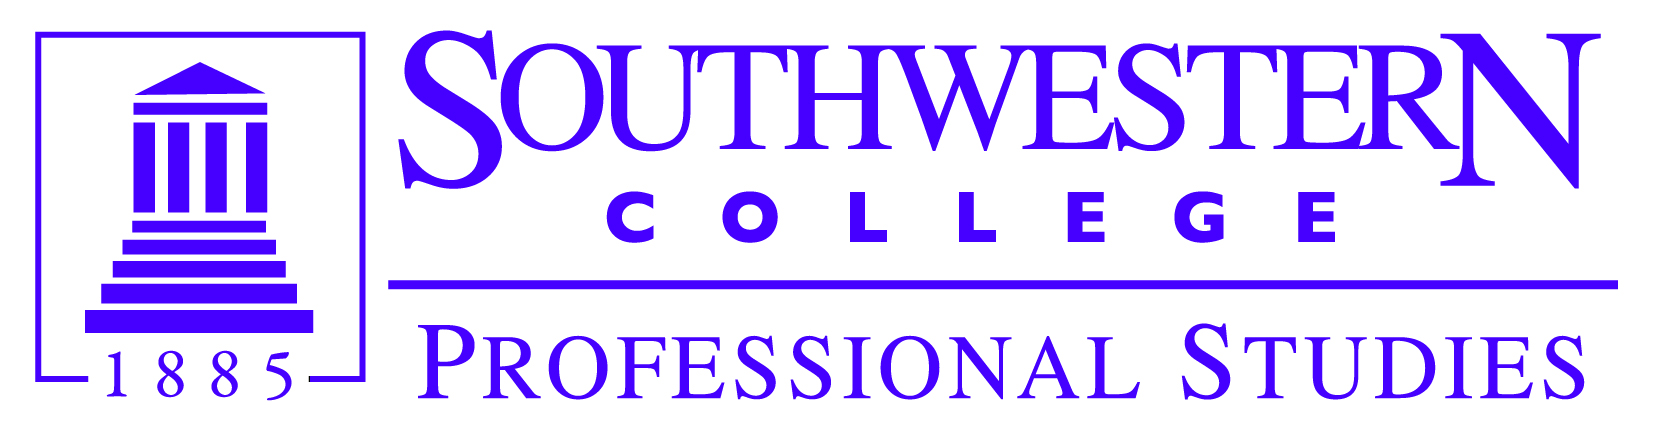 SOUTHWESTERN
COLLEGE
PROFESSIONAL STUDIES
1885